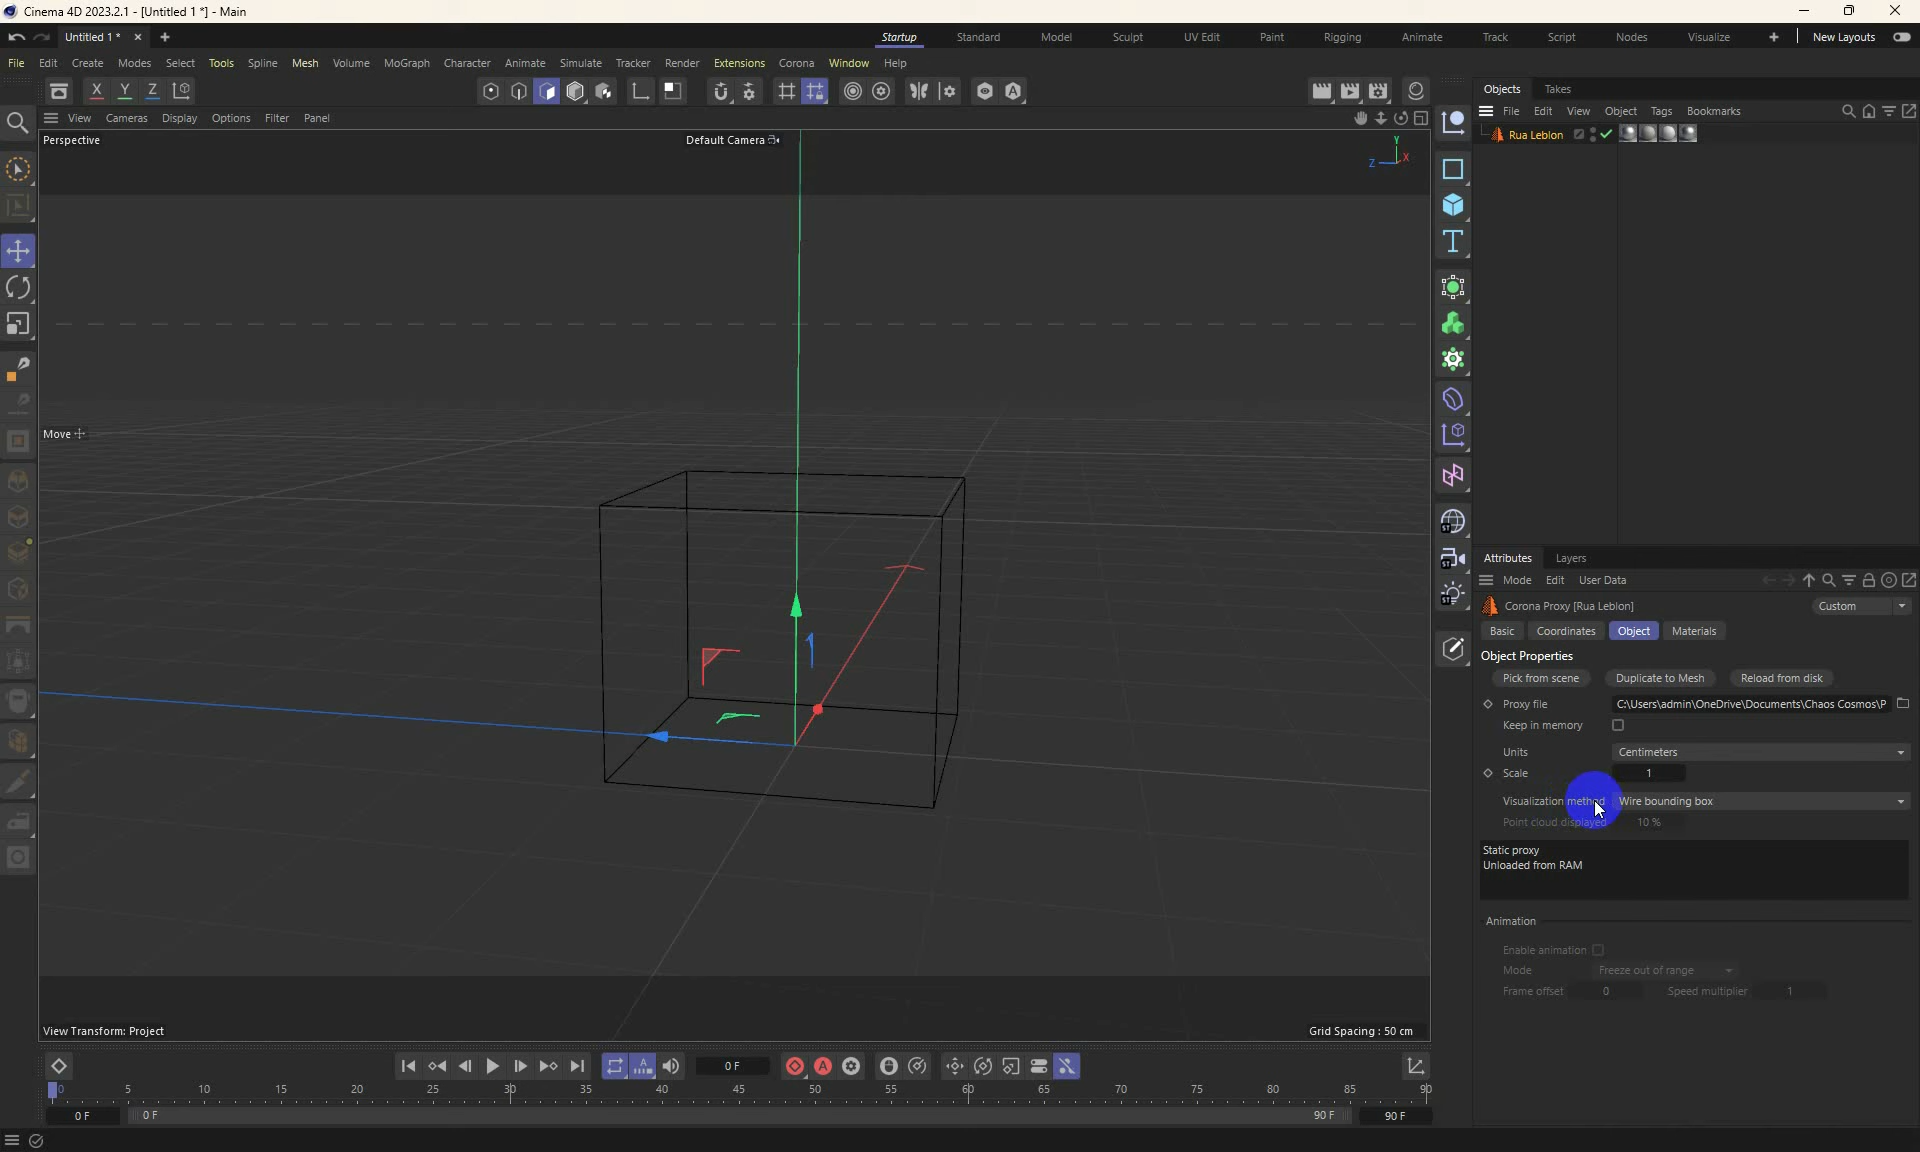 Cinema 4D 2023.2.1 - [Untitled 1 *] - Main
Untitled 1 *
Startup Standard Model Sculpt UV Edit Paint Rigging Animate Track Script Nodes Visualize New Layouts
File Edit Create Modes Select Tools Spline Mesh Volume MoGraph Character Animate Simulate Tracker Render Extensions Corona Window Help
X Y Z
Objects Takes
View Cameras Display Options Filter Panel
File Edit View Object Tags Bookmarks
Perspective
Default Camera
Y
Z X
Rua Leblon
Move
Attributes Layers
Mode Edit User Data
Corona Proxy [Rua Leblon]
Custom
Basic Coordinates Object Materials
Object Properties
Pick from scene Duplicate to Mesh Reload from disk
Proxy file C:\Users\admin\OneDrive\Documents\Chaos Cosmos\P
Keep in memory
Units Centimeters
Scale 1
Visualization method Wire bounding box
Point cloud displayed 10 %
Static proxy
Unloaded from RAM
Animation
Enable animation
Mode Freeze out of range
Frame offset 0 Speed multiplier 1
View Transform: Project
Grid Spacing : 50 cm
0 F
0 5 10 15 20 25 30 35 40 45 50 55 60 65 70 75 80 85 90
0 F 0 F 90 F 90 F